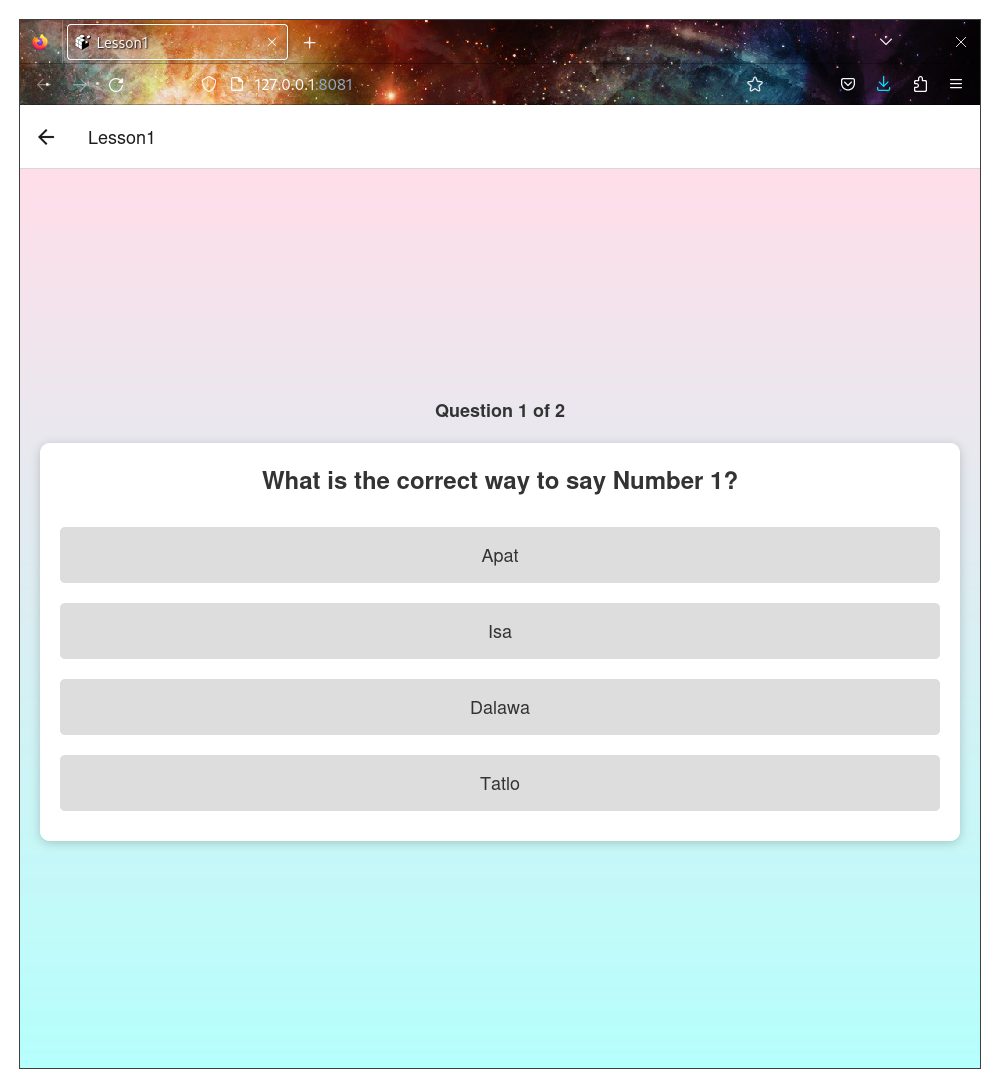 Lesson1
127.0.0.1:8081
Lesson1
Question 1 of 2
What is the correct way to say Number 1?
Apat
Isa
Dalawa
Tatlo